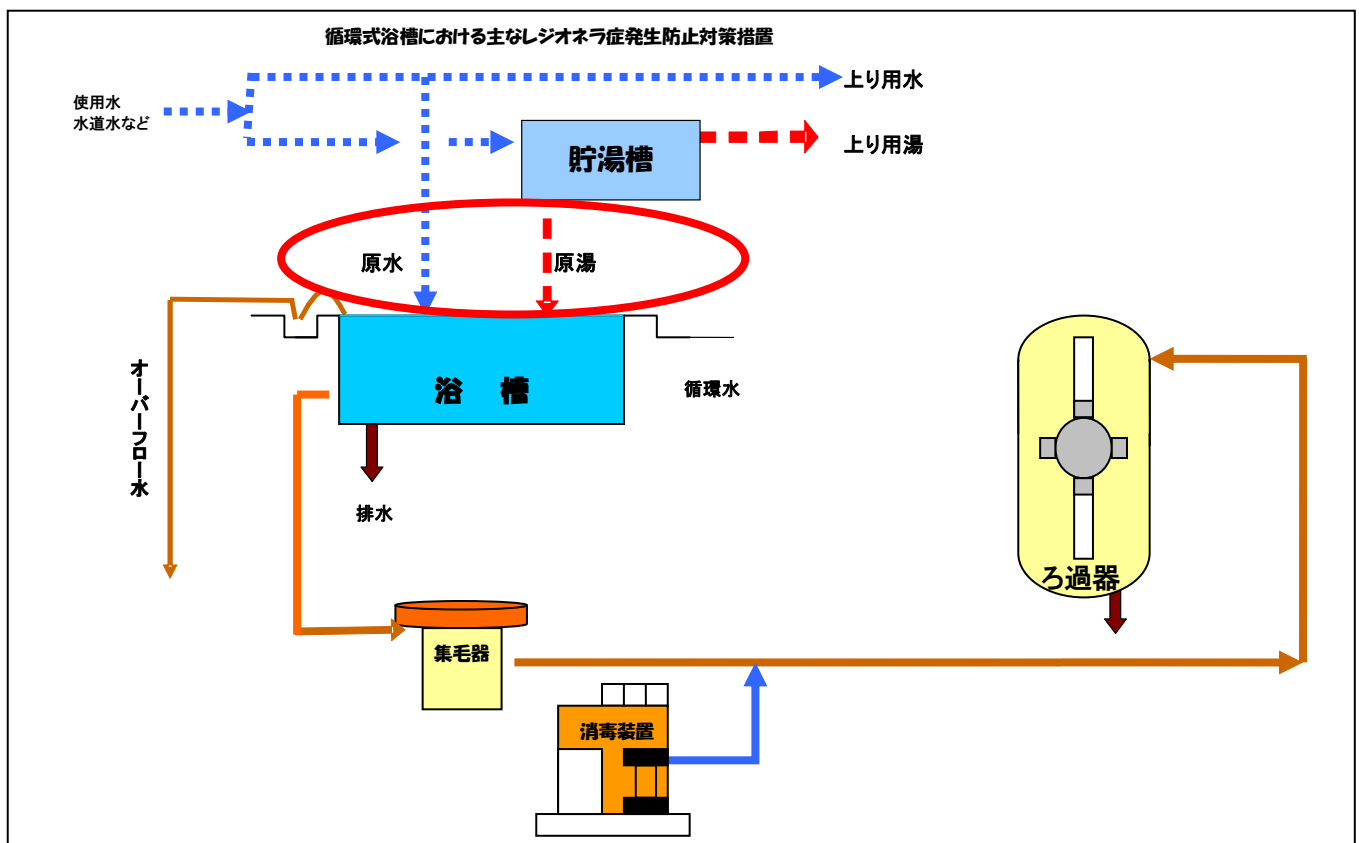 循環式浴槽における主なレジオネラ症発生防止対策措置
上り用水
使用水
水道水など
上り用湯
貯湯槽
原水
原湯
オーバーフロー水
浴　槽
循環水
排水
ろ過器
集毛器
消毒装置